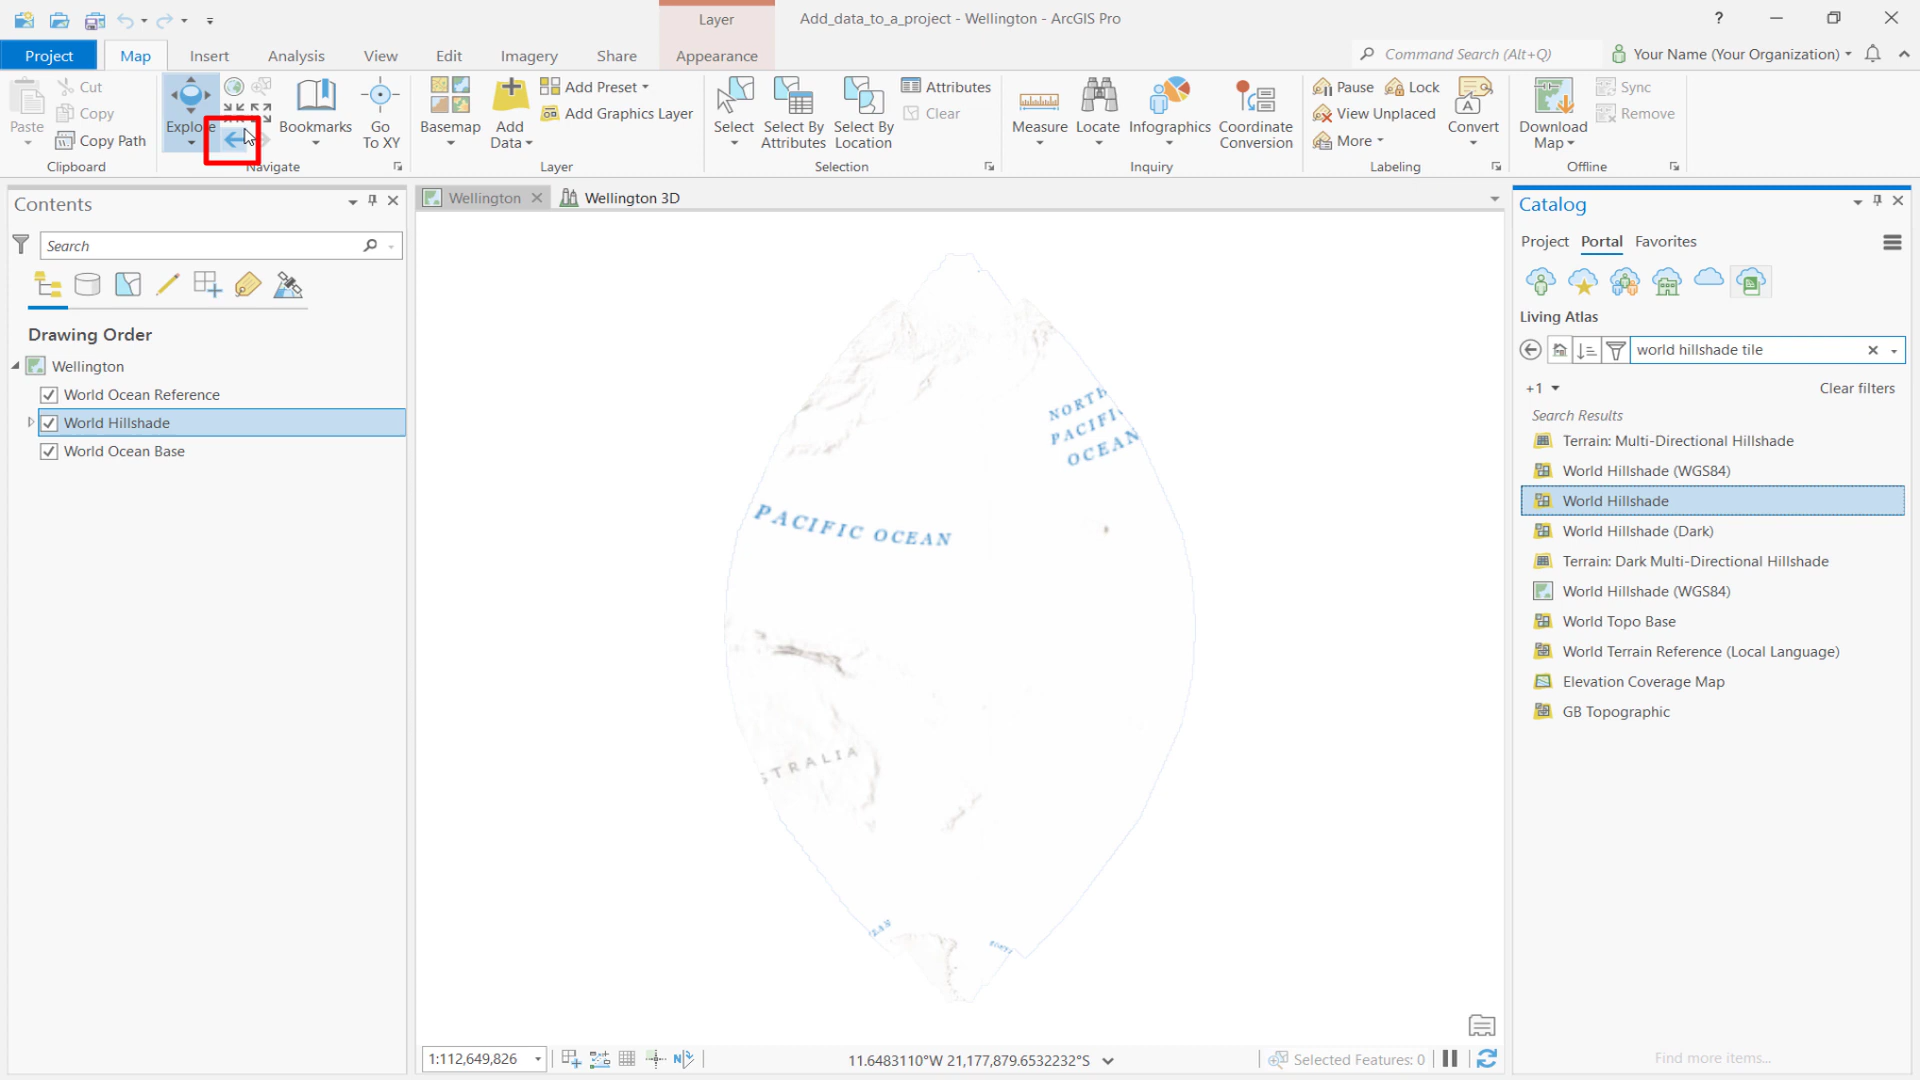 Layer
Add_data_to_a_project - Wellington - ArcGIS Pro
?
Project
Map
Insert
Analysis
View
Edit
Imagery
Share
Appearance
Command Search (Alt+Q)
Your Name (Your Organization)
Paste
Cut
Copy
Copy Path
Clipboard
Explore
Bookmarks
Go
To XY
Navigate
Basemap
Add
Data
Add Preset
Add Graphics Layer
Layer
Select
Select By
Attributes
Select By
Location
Attributes
Clear
Selection
Measure
Locate
Infographics
Coordinate
Conversion
Inquiry
Pause
Lock
View Unplaced
More
Convert
Labeling
Download
Map
Sync
Remove
Offline
Contents
Search
Drawing Order
Wellington
World Ocean Reference
World Hillshade
World Ocean Base
Wellington
Wellington 3D
NORTH
PACIFI
OCEAN
PACIFIC OCEAN
STRALIA
1:112,649,826
11.6483110°W 21,177,879.6532232°S
Selected Features: 0
Catalog
Project
Portal
Favorites
Living Atlas
world hillshade tile
+1
Clear filters
Search Results
Terrain: Multi-Directional Hillshade
World Hillshade (WGS84)
World Hillshade
World Hillshade (Dark)
Terrain: Dark Multi-Directional Hillshade
World Hillshade (WGS84)
World Topo Base
World Terrain Reference (Local Language)
Elevation Coverage Map
GB Topographic
Find more items...